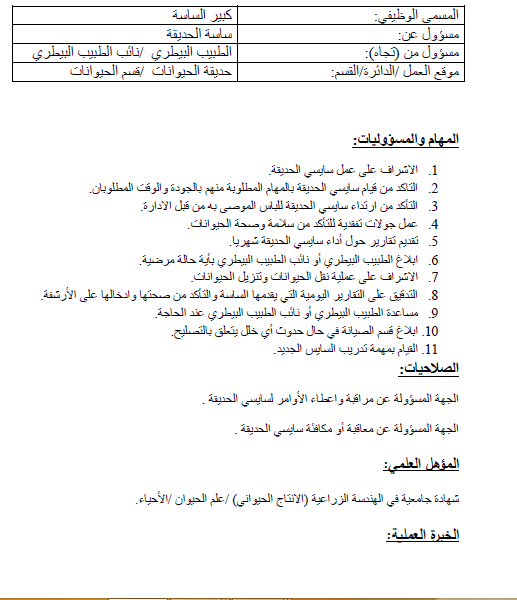 المسمى الوظيفي: كبير الساسة
مسؤول عن: ساسة الحديقة
مسؤول من (تجاه): الطبيب البيطري /نائب الطبيب البيطري
موقع العمل /الدائرة/القسم: حديقة الحيوانات /قسم الحيوانات
المهام والمسؤوليات:
1. الاشراف على عمل سايسي الحديقة.
2. التاكد من قيام سايسي الحديقة بالمهام المطلوبة منهم بالجودة والوقت المطلوبان.
3. التأكد من ارتداء سايسي الحديقة للباس الموصى به من قبل الادارة.
4. عمل جولات تفقدية للتأكد من سلامة وصحة الحيوانات.
5. تقديم تقارير حول أداء سايسي الحديقة شهريا.
6. ابلاغ الطبيب البيطري أو نائب الطبيب البيطري بأية حالة مرضية.
7. الاشراف على عملية نقل الحيوانات وتنزيل الحيوانات.
8. التدقيق على التقارير اليومية التي يقدمها الساسة والتأكد من صحتها وادخالها على الأرشفة.
9. مساعدة الطبيب البيطري أو نائب الطبيب البيطري عند الحاجة.
10. ابلاغ قسم الصيانة في حال حدوث أي خلل يتعلق بالتصليح.
11. القيام بمهمة تدريب السايس الجديد.
الصلاحيات:
الجهة المسؤولة عن مراقبة واعطاء الأوامر لسايسي الحديقة .
الجهة المسؤولة عن معاقبة أو مكافئة سايسي الحديقة .
المؤهل العلمي:
شهادة جامعية في الهندسة الزراعية (الانتاج الحيواني) /علم الحيوان /الأحياء.
الخبرة العملية: